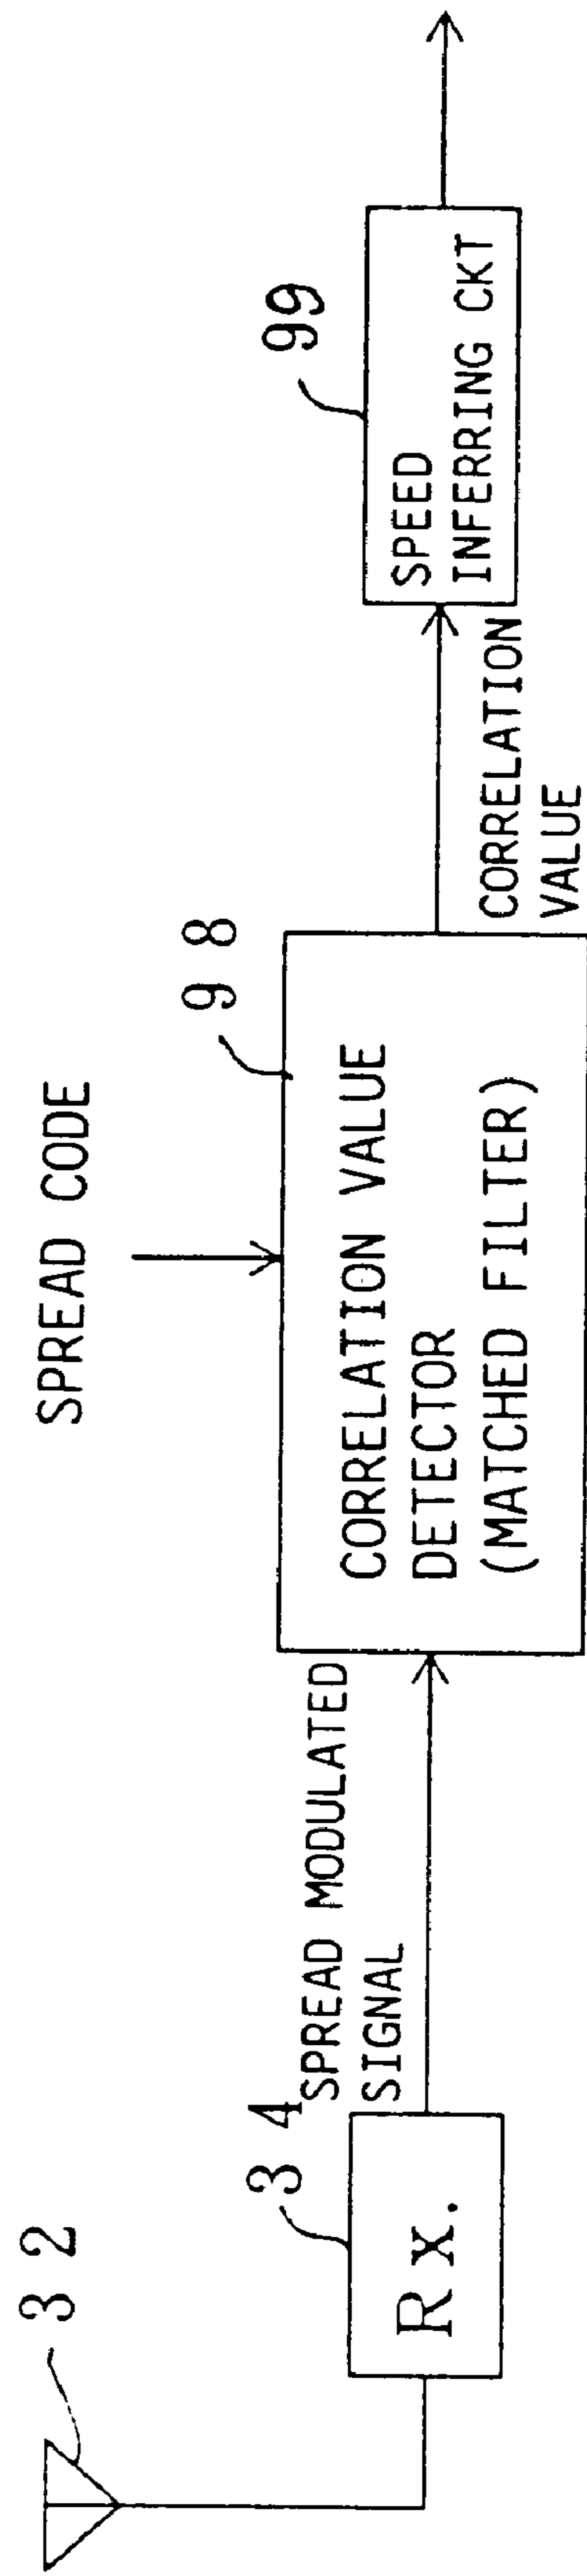 3 2
3 4
Rx.
SPREAD MODULATED
SIGNAL
SPREAD CODE
9 8
CORRELATION VALUE
DETECTOR
(MATCHED FILTER)
CORRELATION
VALUE
99
SPEED
INFERRING CKT